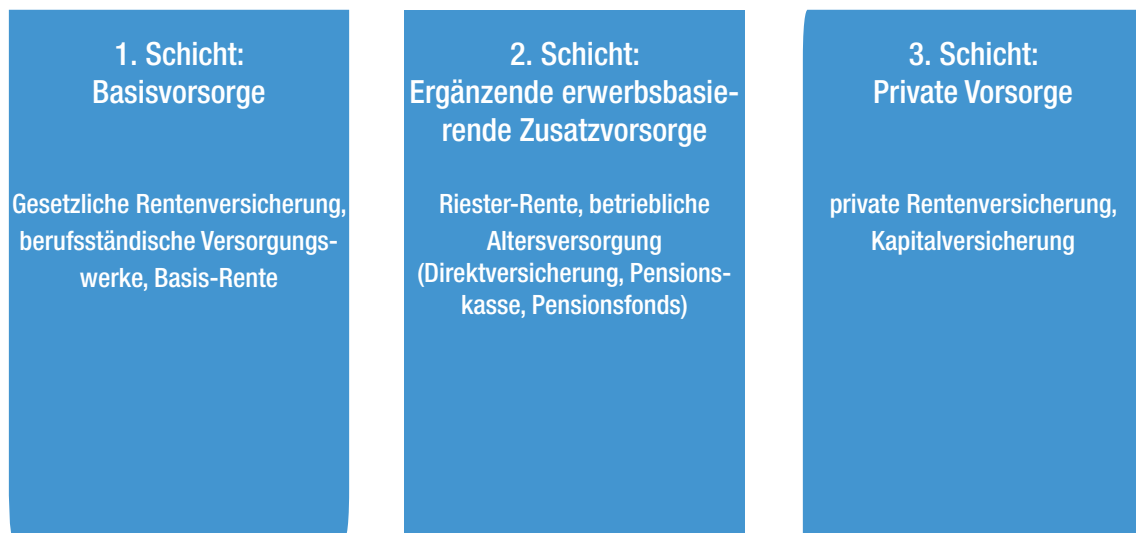 1. Schicht:
Basisvorsorge
Gesetzliche Rentenversicherung,
berufsständische Versorgungs-
werke, Basis-Rente
2. Schicht:
Ergänzende erwerbsbasie-
rende Zusatzvorsorge
Riester-Rente, betriebliche
Altersversorgung
(Direktversicherung, Pensions-
kasse, Pensionsfonds)
3. Schicht:
Private Vorsorge
private Rentenversicherung,
Kapitalversicherung